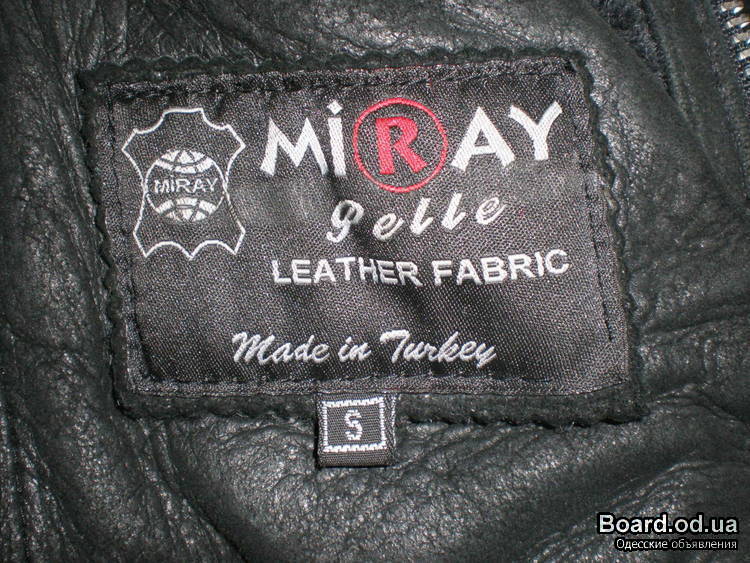 MiRAY
MiRAY
Pelle
LEATHER FABRIC
Made in Turkey
S
Board.od.ua
Одесские объявления